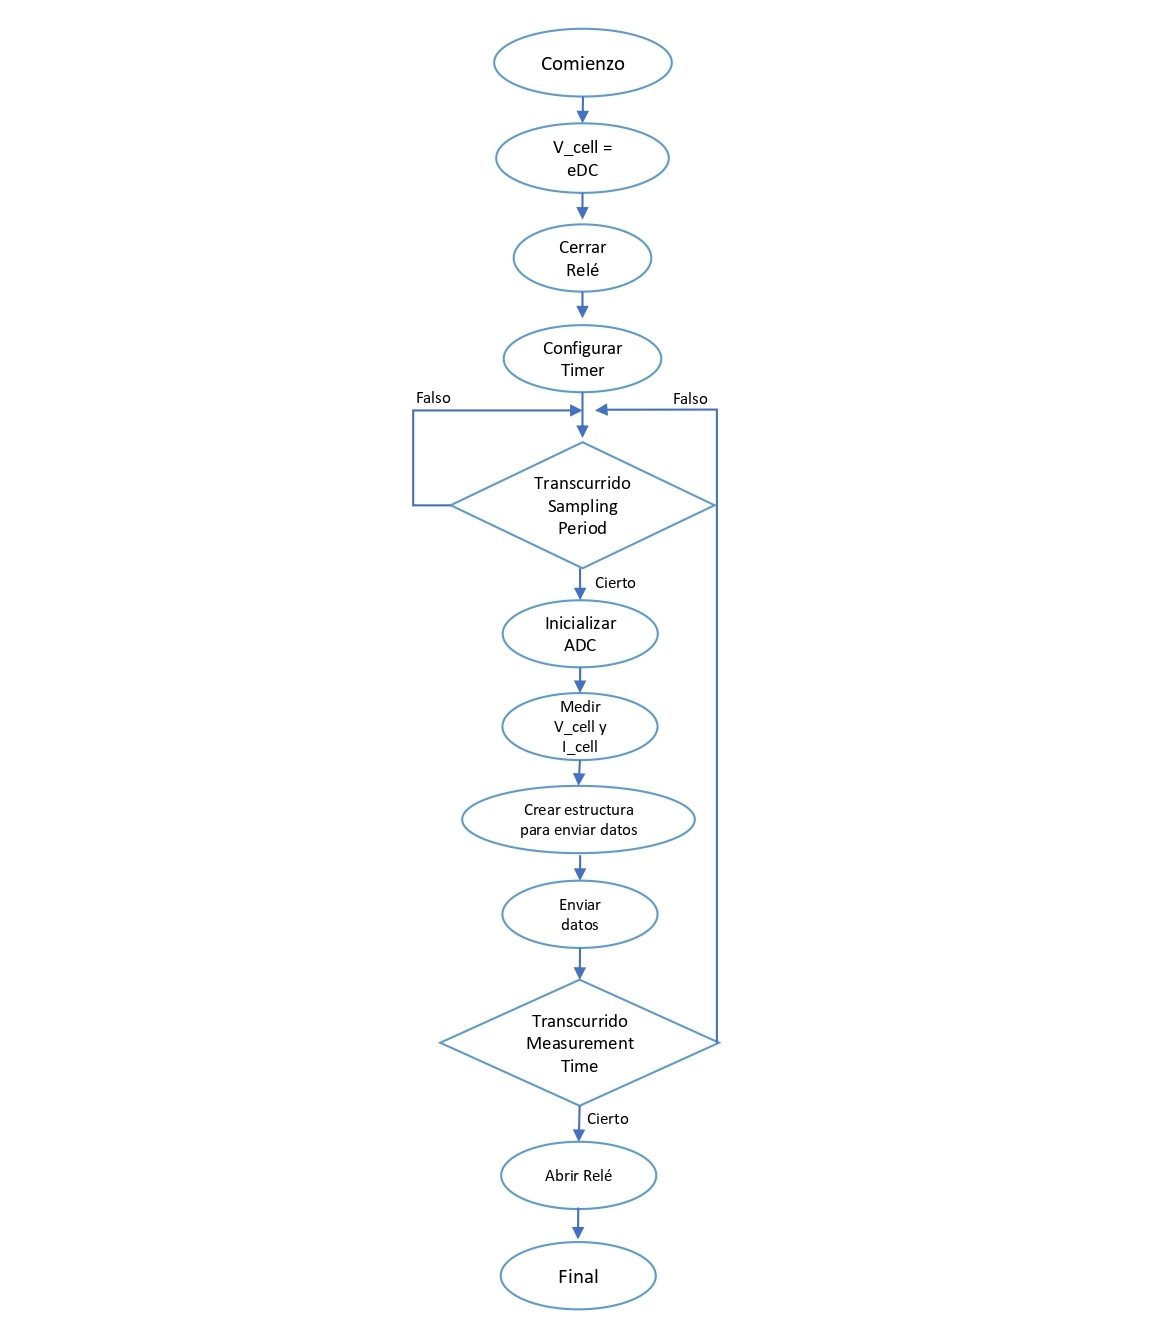 Comienzo
V_cell =
eDC
Cerrar
Relé
Configurar
Timer
Falso
Falso
Transcurrido
Sampling
Period
Cierto
Inicializar
ADC
Medir
V_cell y
I_cell
Crear estructura
para enviar datos
Enviar
datos
Transcurrido
Measurement
Time
Cierto
Abrir Relé
Final